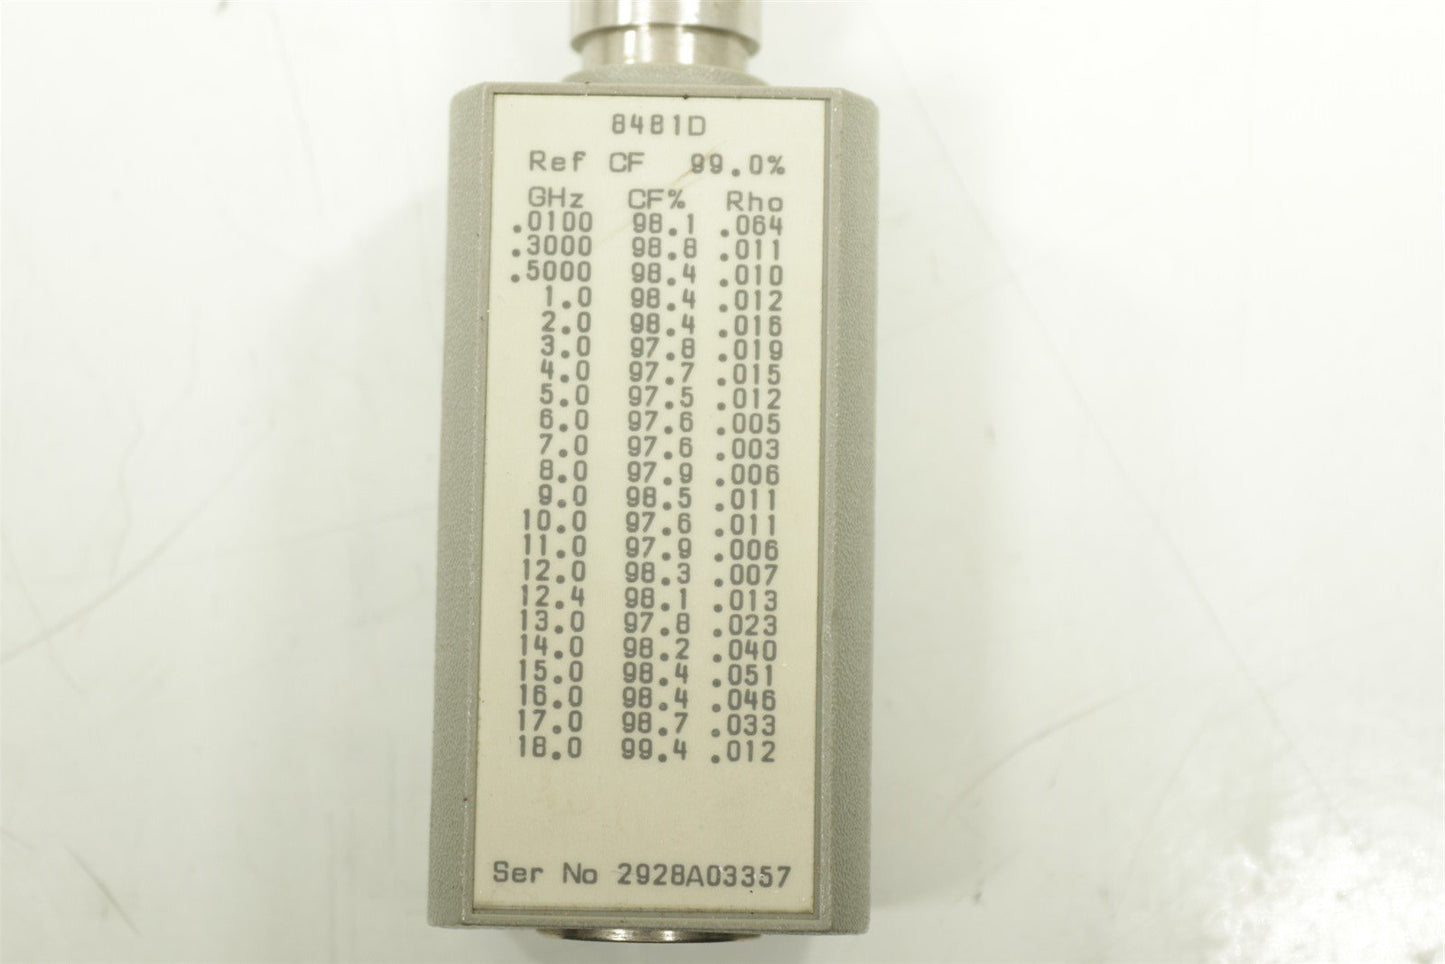 8481D
Ref CF 99.0%
GHz CF% Rho
.0100 98.1 .064
.3000 98.8 .011
.5000 98.4 .010
1.0 98.4 .012
2.0 98.4 .016
3.0 97.8 .019
4.0 97.7 .015
5.0 97.5 .012
6.0 97.6 .005
7.0 97.6 .003
8.0 97.9 .006
9.0 98.5 .011
10.0 97.6 .011
11.0 97.9 .006
12.0 98.3 .007
12.4 98.1 .013
13.0 97.8 .023
14.0 98.2 .040
15.0 98.4 .051
16.0 98.4 .046
17.0 98.7 .033
18.0 99.4 .012
Ser No 2928A03357